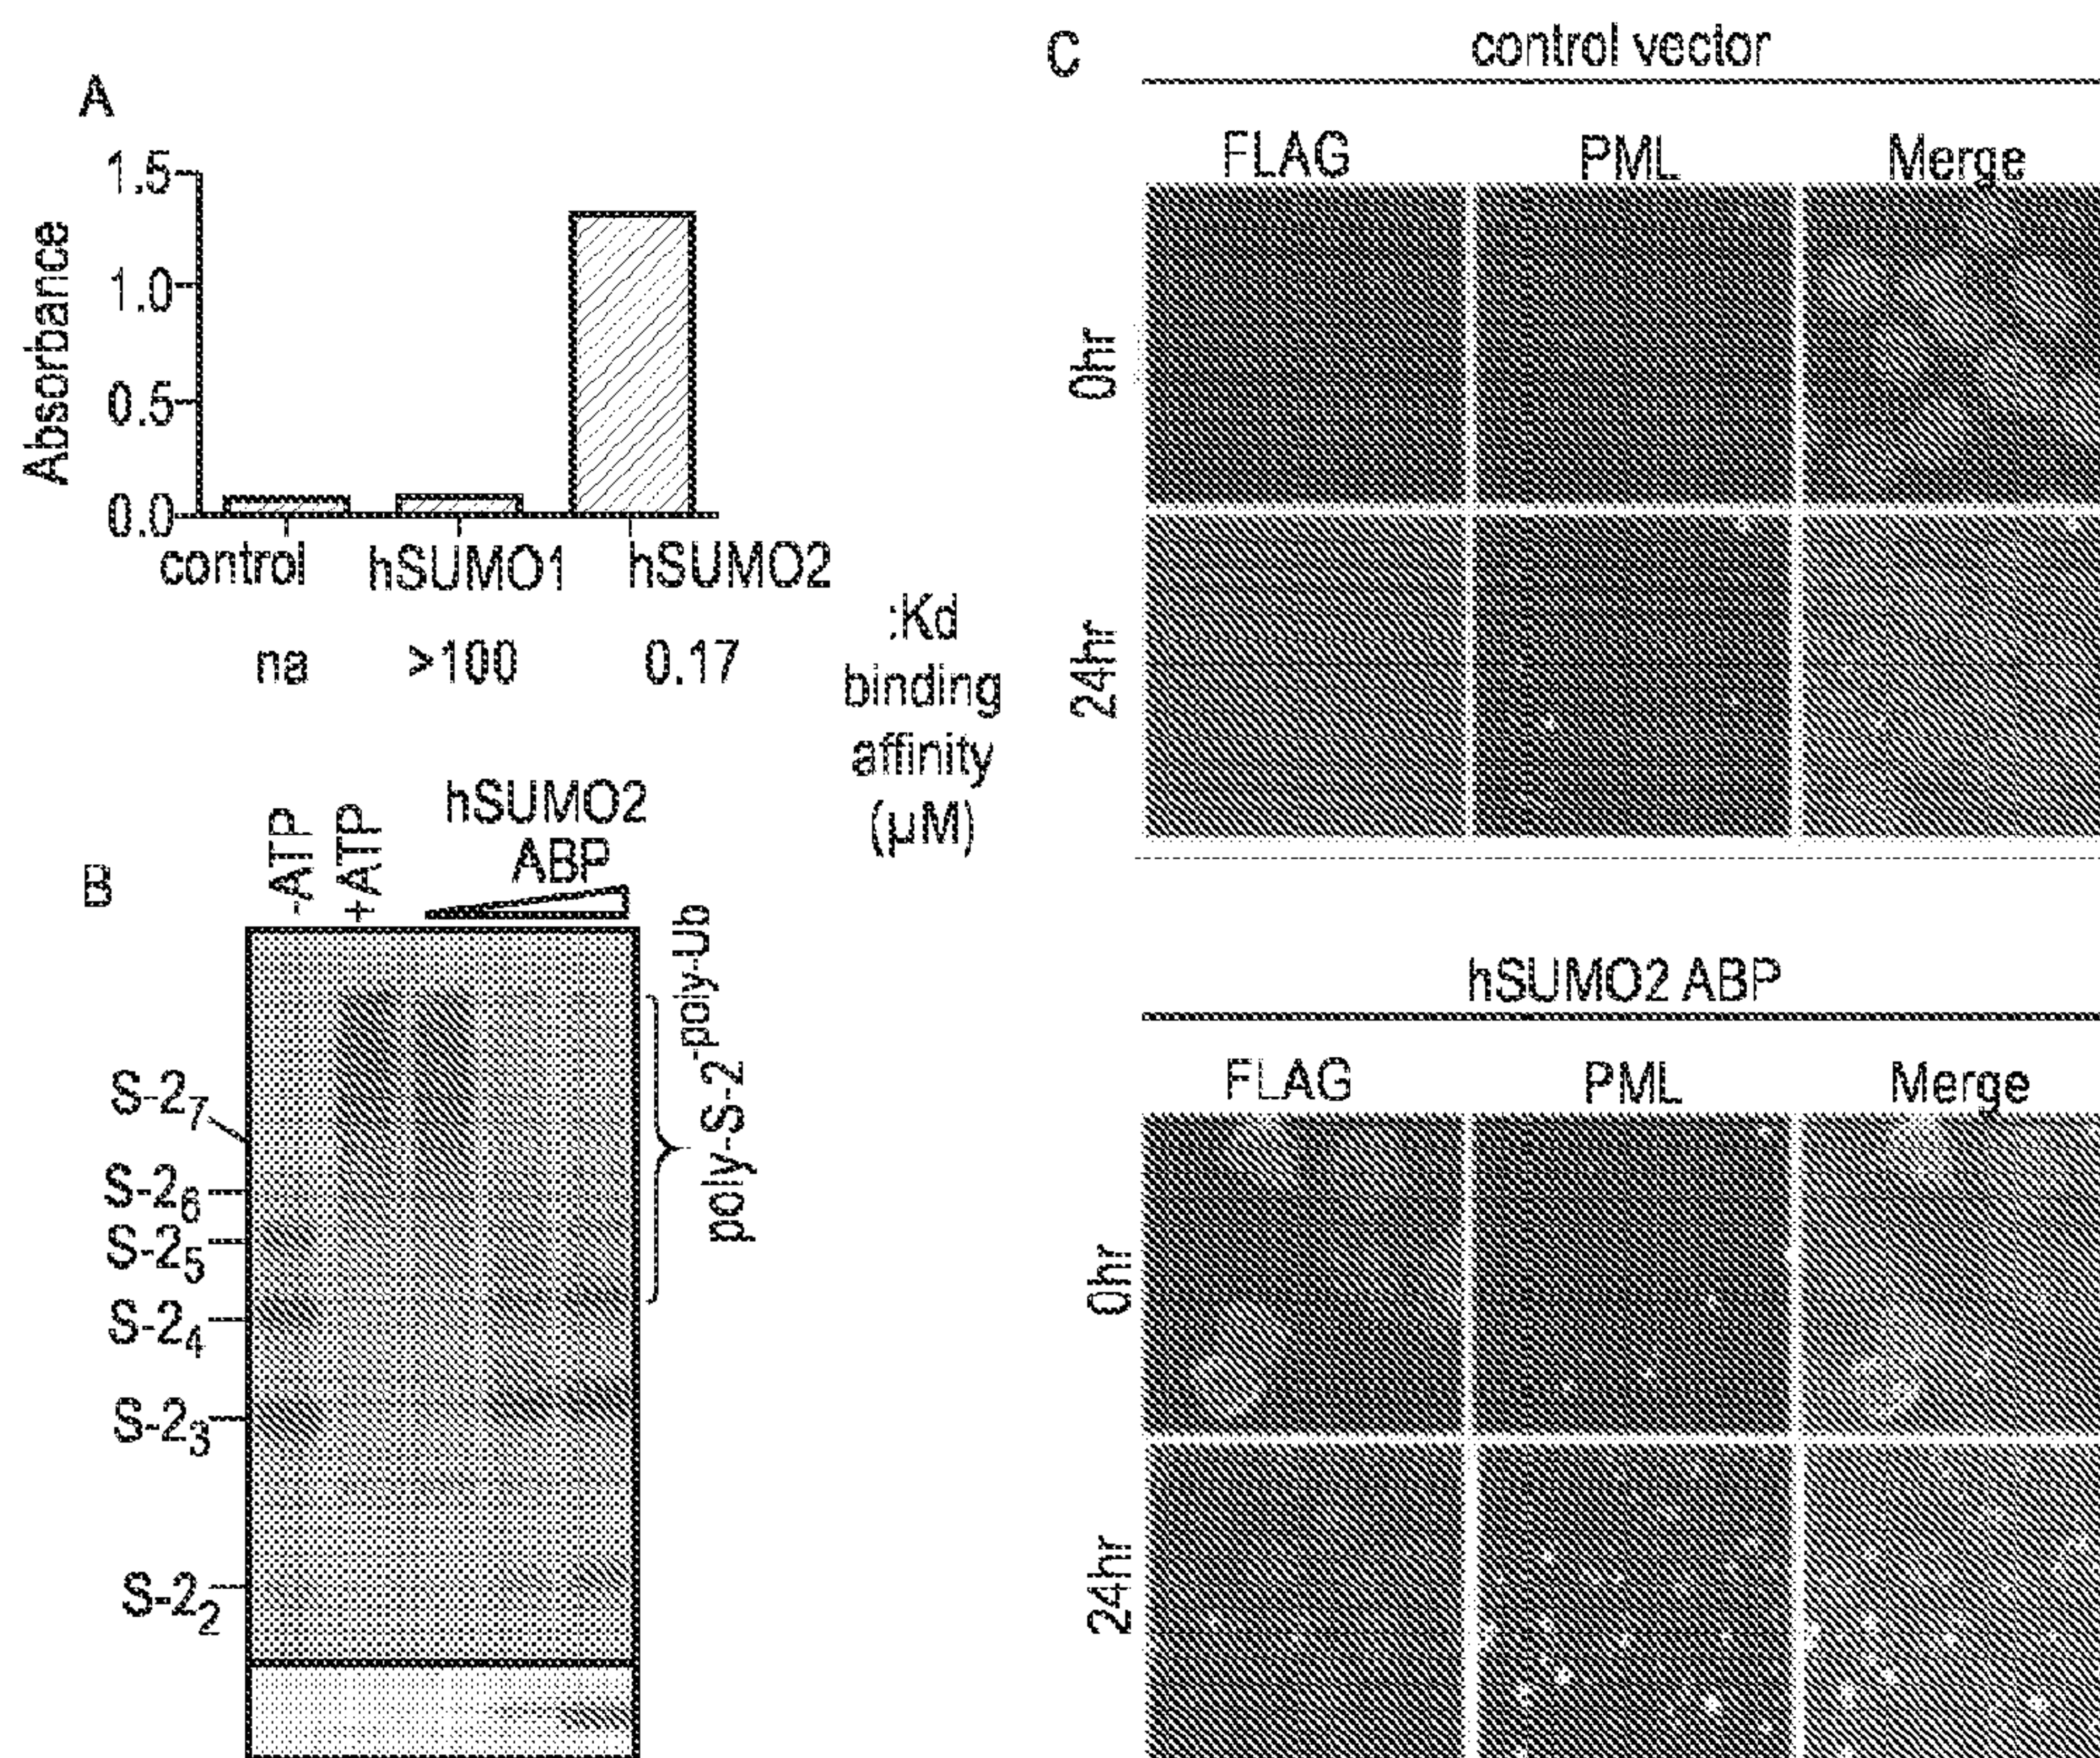 A
Absorbance
1.5
1.0
0.5
0.0
control hSUMO1 hSUMO2
na >100 0.17
:Kd
binding
affinity
(µM)
B
-ATP
+ATP
hSUMO2
ABP
S-27
S-26
S-25
S-24
S-23
S-22
poly-S-2-poly-Ub
C
control vector
FLAG PML Merge
0hr
24hr
hSUMO2 ABP
FLAG PML Merge
0hr
24hr